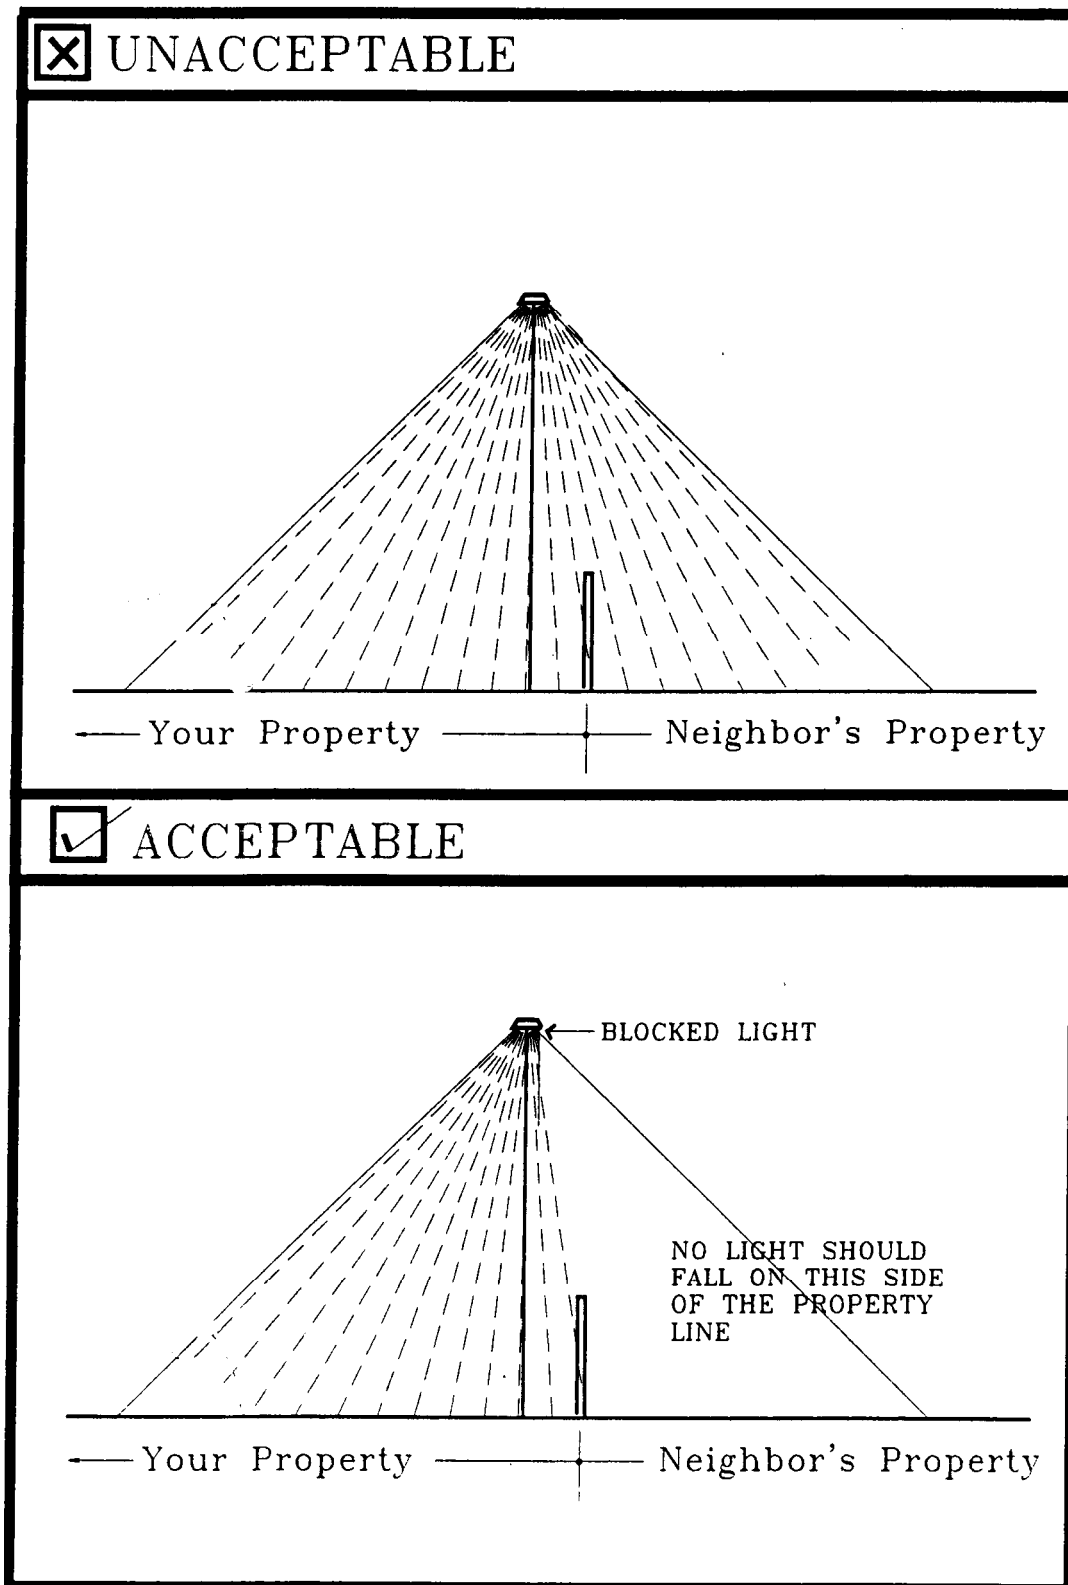 UNACCEPTABLE
Your Property
Neighbor's Property
ACCEPTABLE
BLOCKED LIGHT
NO LIGHT SHOULD
FALL ON THIS SIDE
OF THE PROPERTY
LINE
Your Property
Neighbor's Property